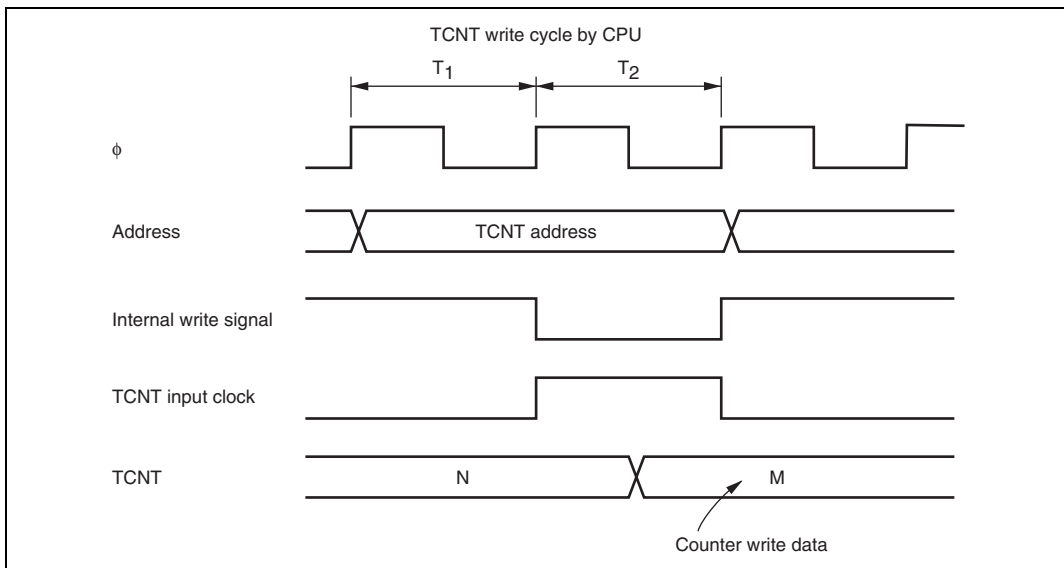 TCNT write cycle by CPU
T1 T2
ϕ
Address TCNT address
Internal write signal
TCNT input clock
TCNT N M
Counter write data